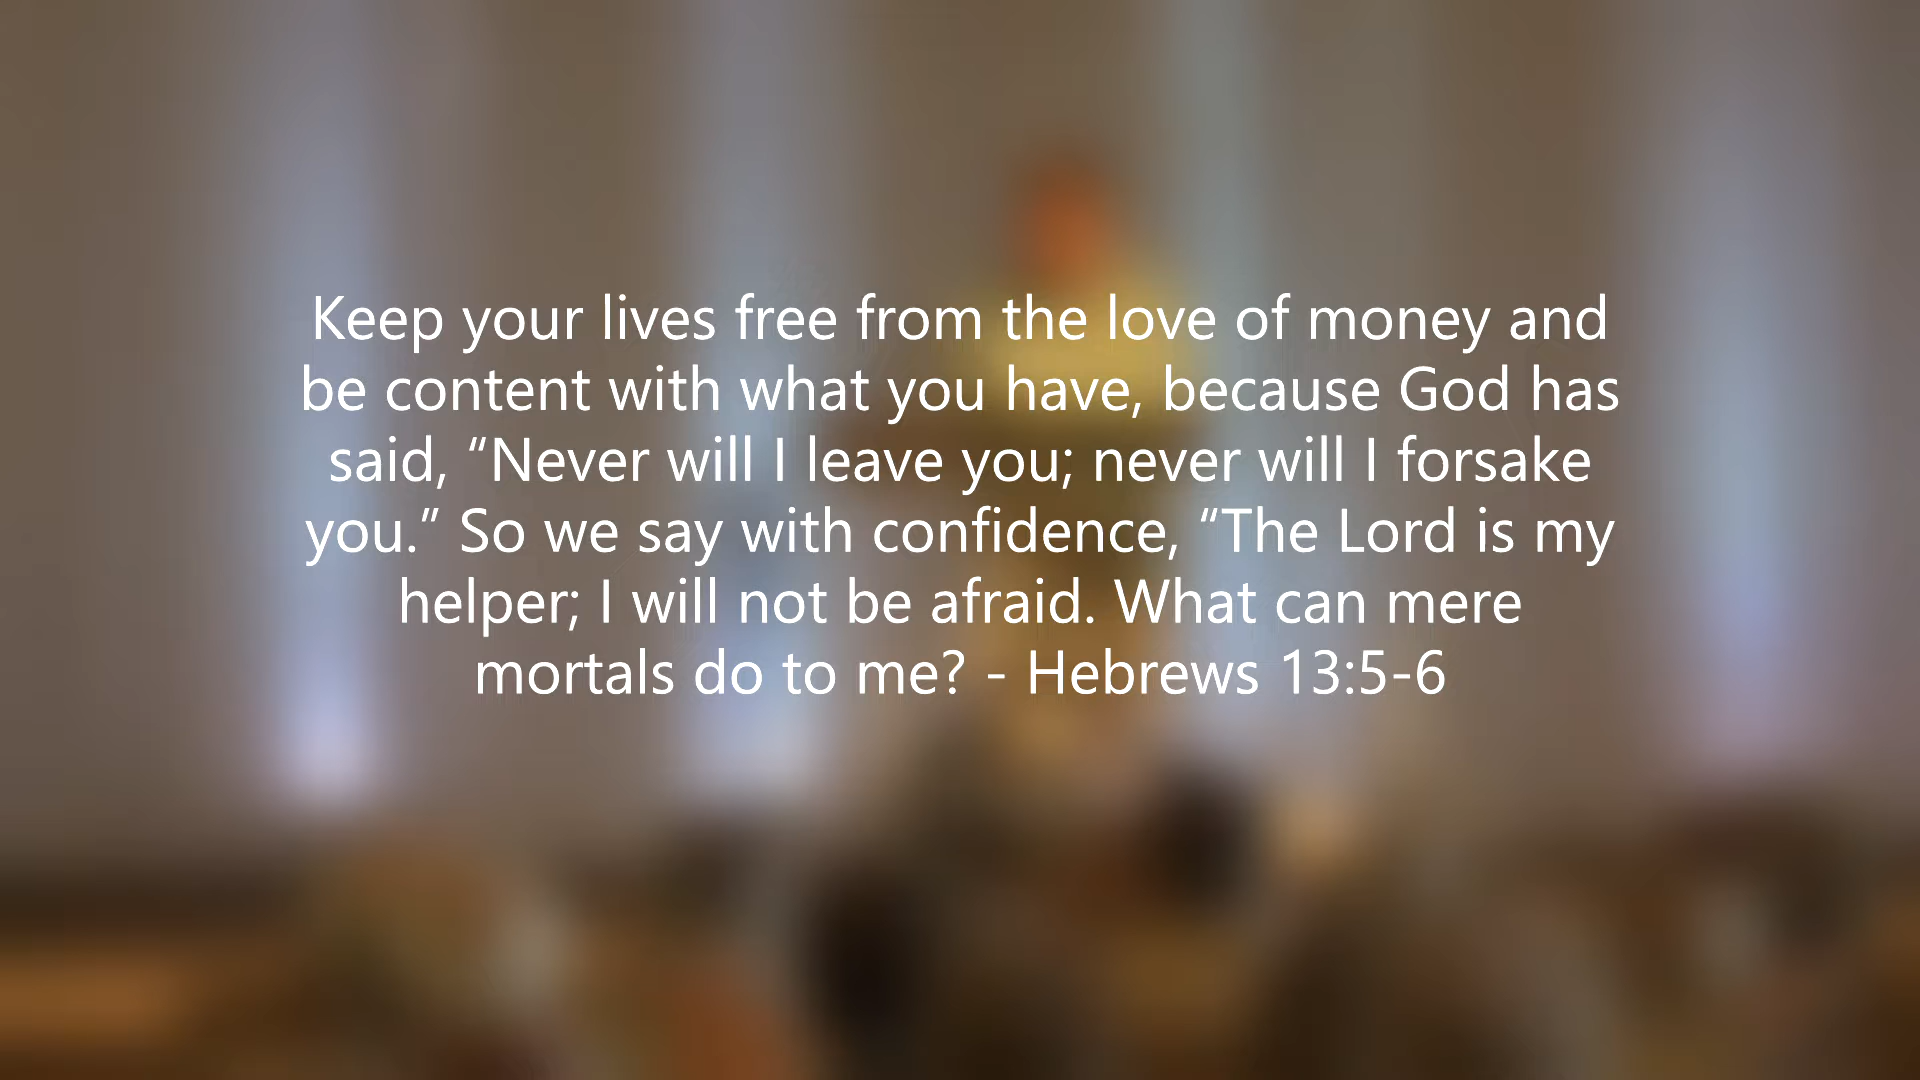 Keep your lives free from the love of money and
be content with what you have, because God has
said, “Never will I leave you; never will I forsake
you.” So we say with confidence, “The Lord is my
helper; I will not be afraid. What can mere
mortals do to me? - Hebrews 13:5-6